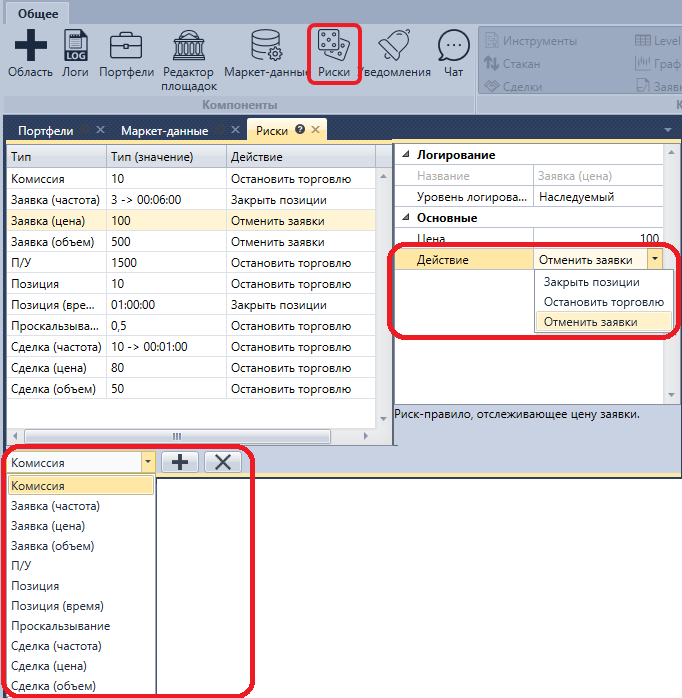 Общее
Область Логи Портфели Редактор площадок Маркет-данные Риски Уведомления Чат
Компоненты
LOG
Инструменты
Стакан
Сделки
Level
Граф
Заявк
К
Портфели Маркет-данные Риски
Тип Тип (значение) Действие
Комиссия 10 Остановить торговлю
Заявка (частота) 3 -> 00:06:00 Закрыть позиции
Заявка (цена) 100 Отменить заявки
Заявка (объем) 500 Отменить заявки
П/У 1500 Остановить торговлю
Позиция 10 Остановить торговлю
Позиция (вре... 01:00:00 Закрыть позиции
Проскальзыва... 0,5 Остановить торговлю
Сделка (частота) 10 -> 00:01:00 Остановить торговлю
Сделка (цена) 80 Остановить торговлю
Сделка (объем) 50 Остановить торговлю
Логирование
Название Заявка (цена)
Уровень логирова... Наследуемый
Основные
Цена 100
Действие Отменить заявки
Закрыть позиции
Остановить торговлю
Отменить заявки
Риск-правило, отслеживающее цену заявки.
Комиссия
Комиссия
Заявка (частота)
Заявка (цена)
Заявка (объем)
П/У
Позиция
Позиция (время)
Проскальзывание
Сделка (частота)
Сделка (цена)
Сделка (объем)